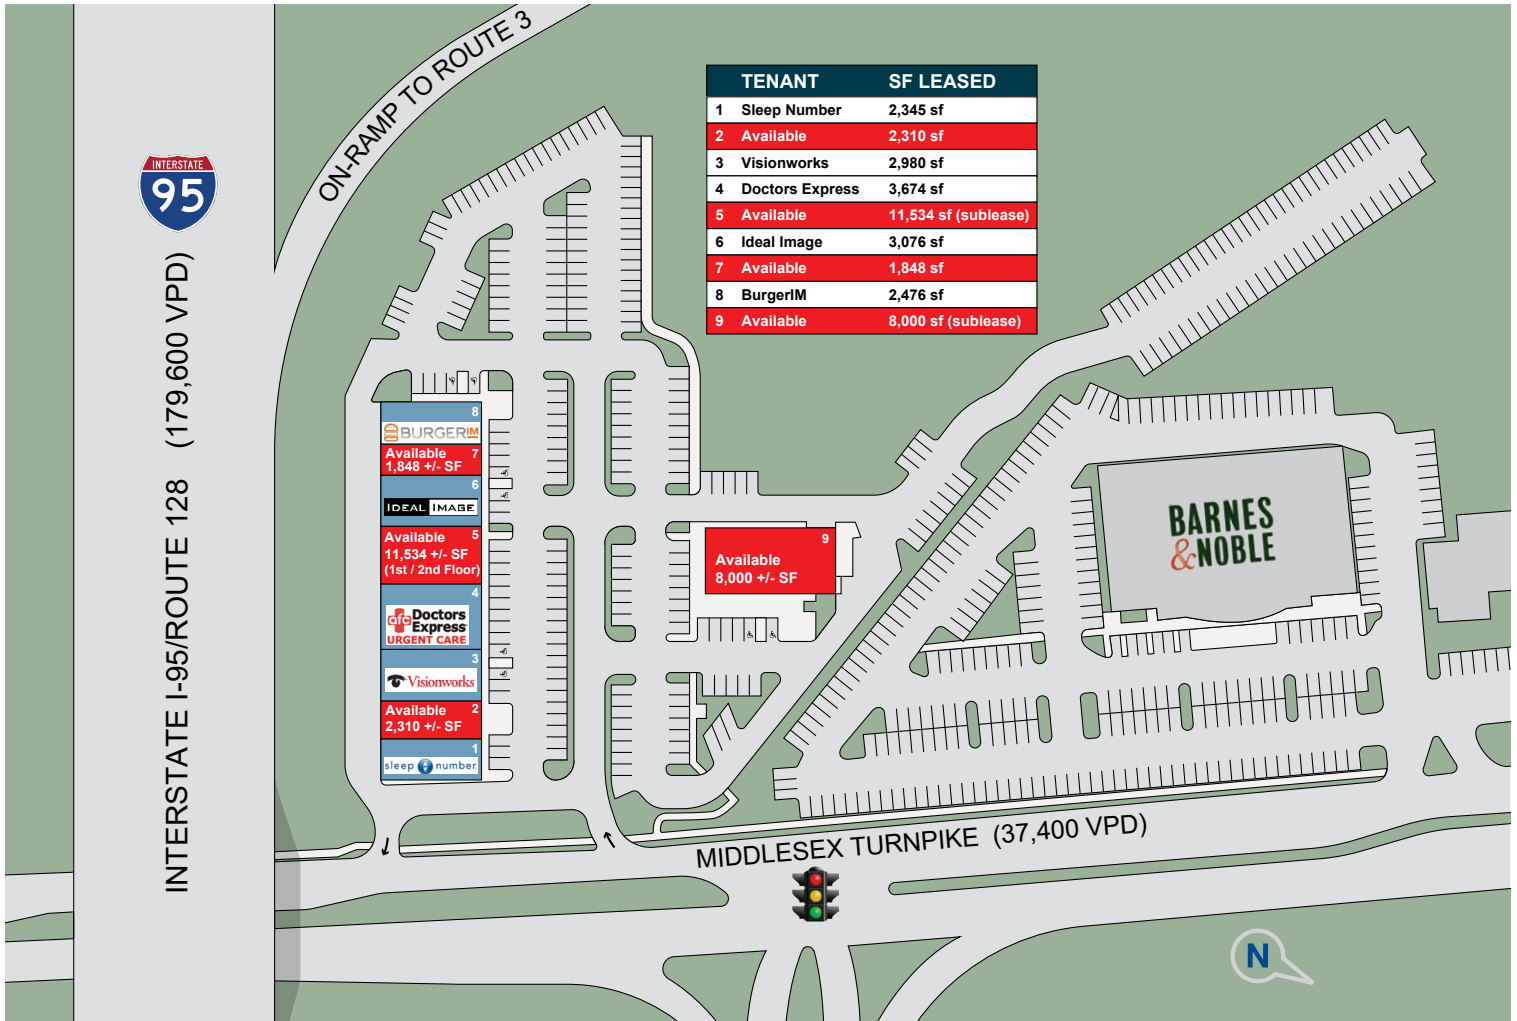 ON-RAMP TO ROUTE 3
INTERSTATE
95
INTERSTATE I-95/ROUTE 128 (179,600 VPD)
TENANT SF LEASED
1 Sleep Number 2,345 sf
2 Available 2,310 sf
3 Visionworks 2,980 sf
4 Doctors Express 3,674 sf
5 Available 11,534 sf (sublease)
6 Ideal Image 3,076 sf
7 Available 1,848 sf
8 BurgerIM 2,476 sf
9 Available 8,000 sf (sublease)
8
BURGERIM
Available 7
1,848 +/- SF
6
IDEAL IMAGE
Available 5
11,534 +/- SF
(1st / 2nd Floor)
4
afc Doctors
Express
URGENT CARE
3
Visionworks
Available 2
2,310 +/- SF
1
sleep number
9
Available
8,000 +/- SF
BARNES
&NOBLE
MIDDLESEX TURNPIKE (37,400 VPD)
N